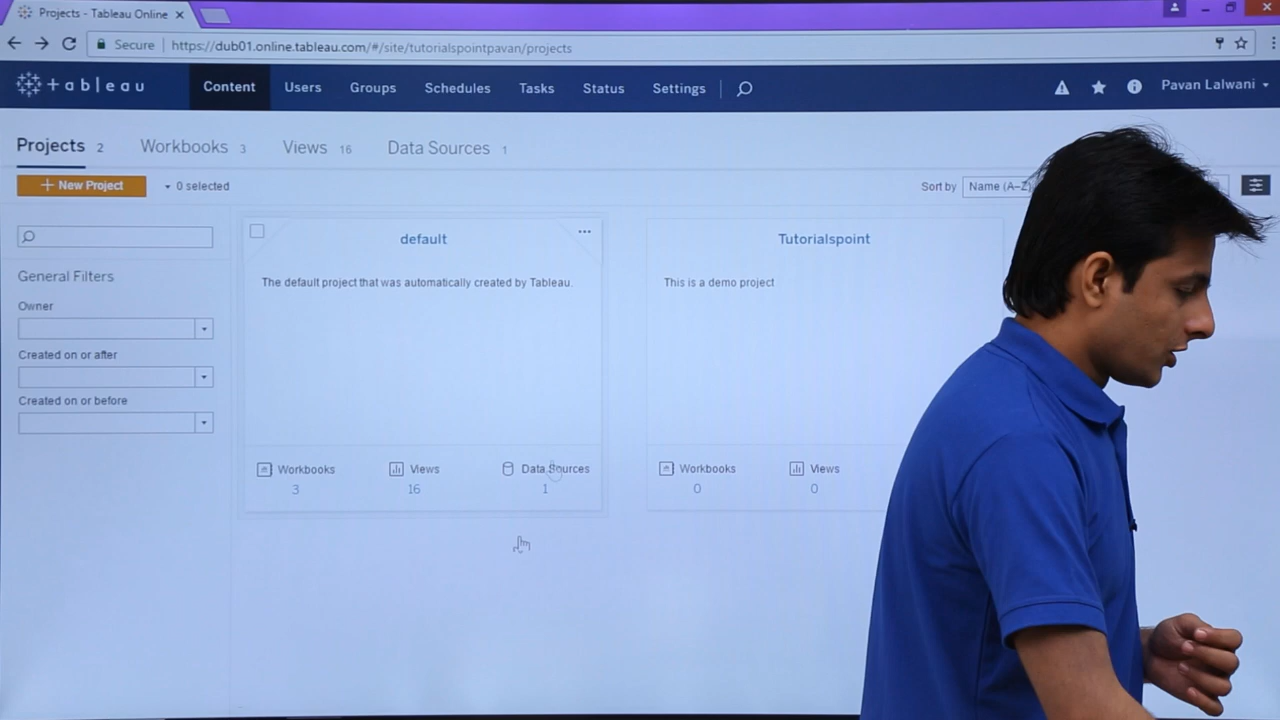 Projects - Tableau Online
Secure https://dub01.online.tableau.com/#/site/tutorialspointpavan/projects
+ a b | e a u Content Users Groups Schedules Tasks Status Settings Pavan Lalwani
Projects 2 Workbooks 3 Views 16 Data Sources 1
+ New Project 0 selected Sort by Name (A–Z)
default Tutorialspoint
General Filters The default project that was automatically created by Tableau. This is a demo project
Owner
Created on or after
Created on or before
Workbooks Views Data Sources Workbooks Views
3 16 1 0 0